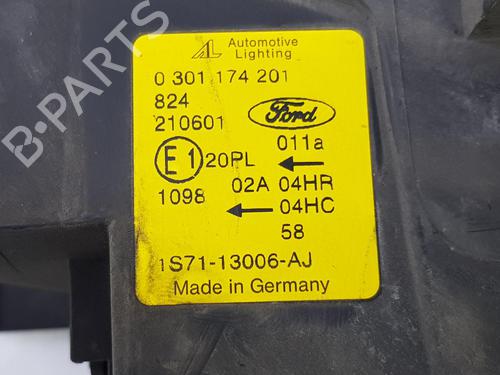 AL Automotive
Lighting
0 301 174 201
824
210601 Ford
011a
E1 20PL ←
1098 02A 04HR
← 04HC
58
1S71-13006-AJ
Made in Germany
B-PARTS